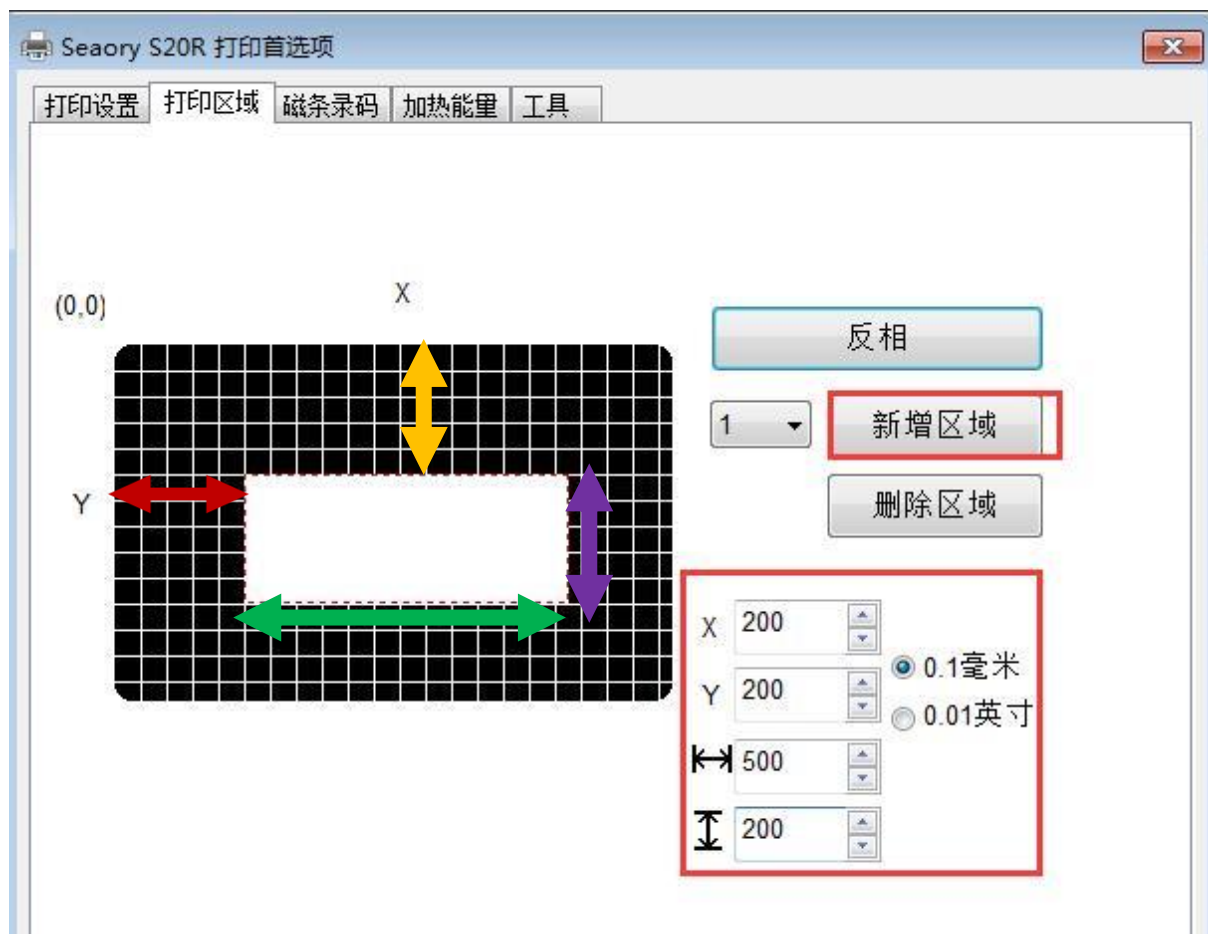 Seaory S20R 打印首选项
打印设置 打印区域 磁条录码 加热能量 工具
(0,0)
X
反相
1
新增区域
Y
删除区域
X 200
0.1毫米
Y 200
0.01英寸
500
200